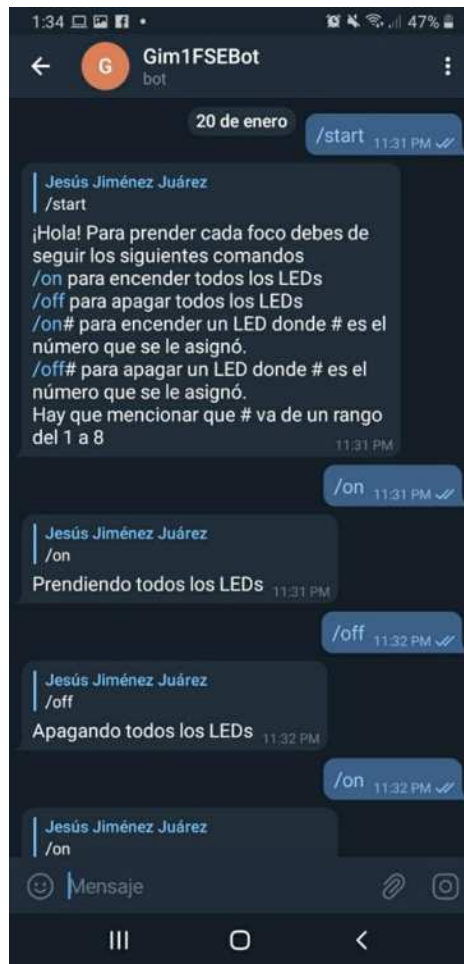 1:34 47%
G Gim1FSEBot
bot
20 de enero
/start 11:31 PM
Jesús Jiménez Juárez
/start
¡Hola! Para prender cada foco debes de
seguir los siguientes comandos
/on para encender todos los LEDs
/off para apagar todos los LEDs
/on# para encender un LED donde # es el
número que se le asignó.
/off# para apagar un LED donde # es el
número que se le asignó.
Hay que mencionar que # va de un rango
del 1 a 8
11:31 PM
/on 11:31 PM
Jesús Jiménez Juárez
/on
Prendiendo todos los LEDs 11:31 PM
/off 11:32 PM
Jesús Jiménez Juárez
/off
Apagando todos los LEDs 11:32 PM
/on 11:32 PM
Jesús Jiménez Juárez
/on
Mensaje